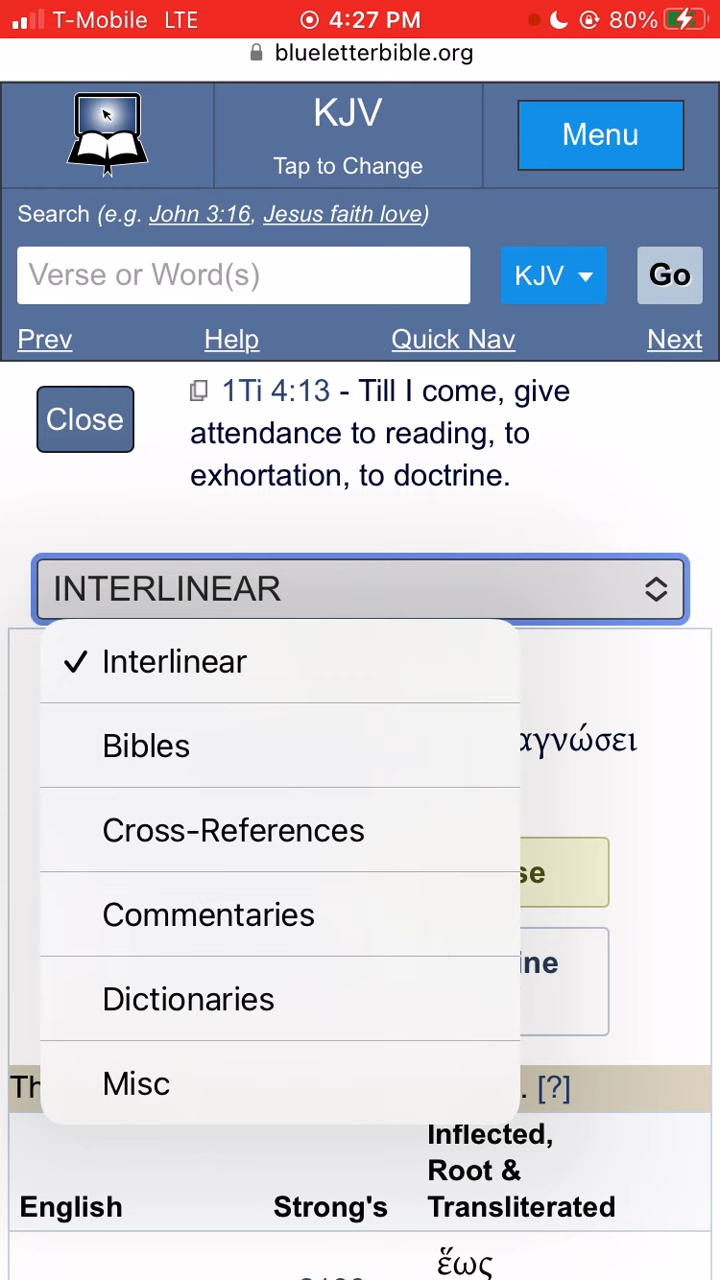 T-Mobile LTE 4:27 PM 80%
blueletterbible.org
KJV
Tap to Change
Menu
Search (e.g. John 3:16, Jesus faith love)
Verse or Word(s)
KJV
Go
Prev Help Quick Nav Next
Close
1Ti 4:13 - Till I come, give
attendance to reading, to
exhortation, to doctrine.
INTERLINEAR
✓ Interlinear
Bibles
αγνώσει
Cross-References
se
Commentaries
ine
Dictionaries
Misc
Th . [?]
English
Strong's
Inflected,
Root &
Transliterated
ἕως